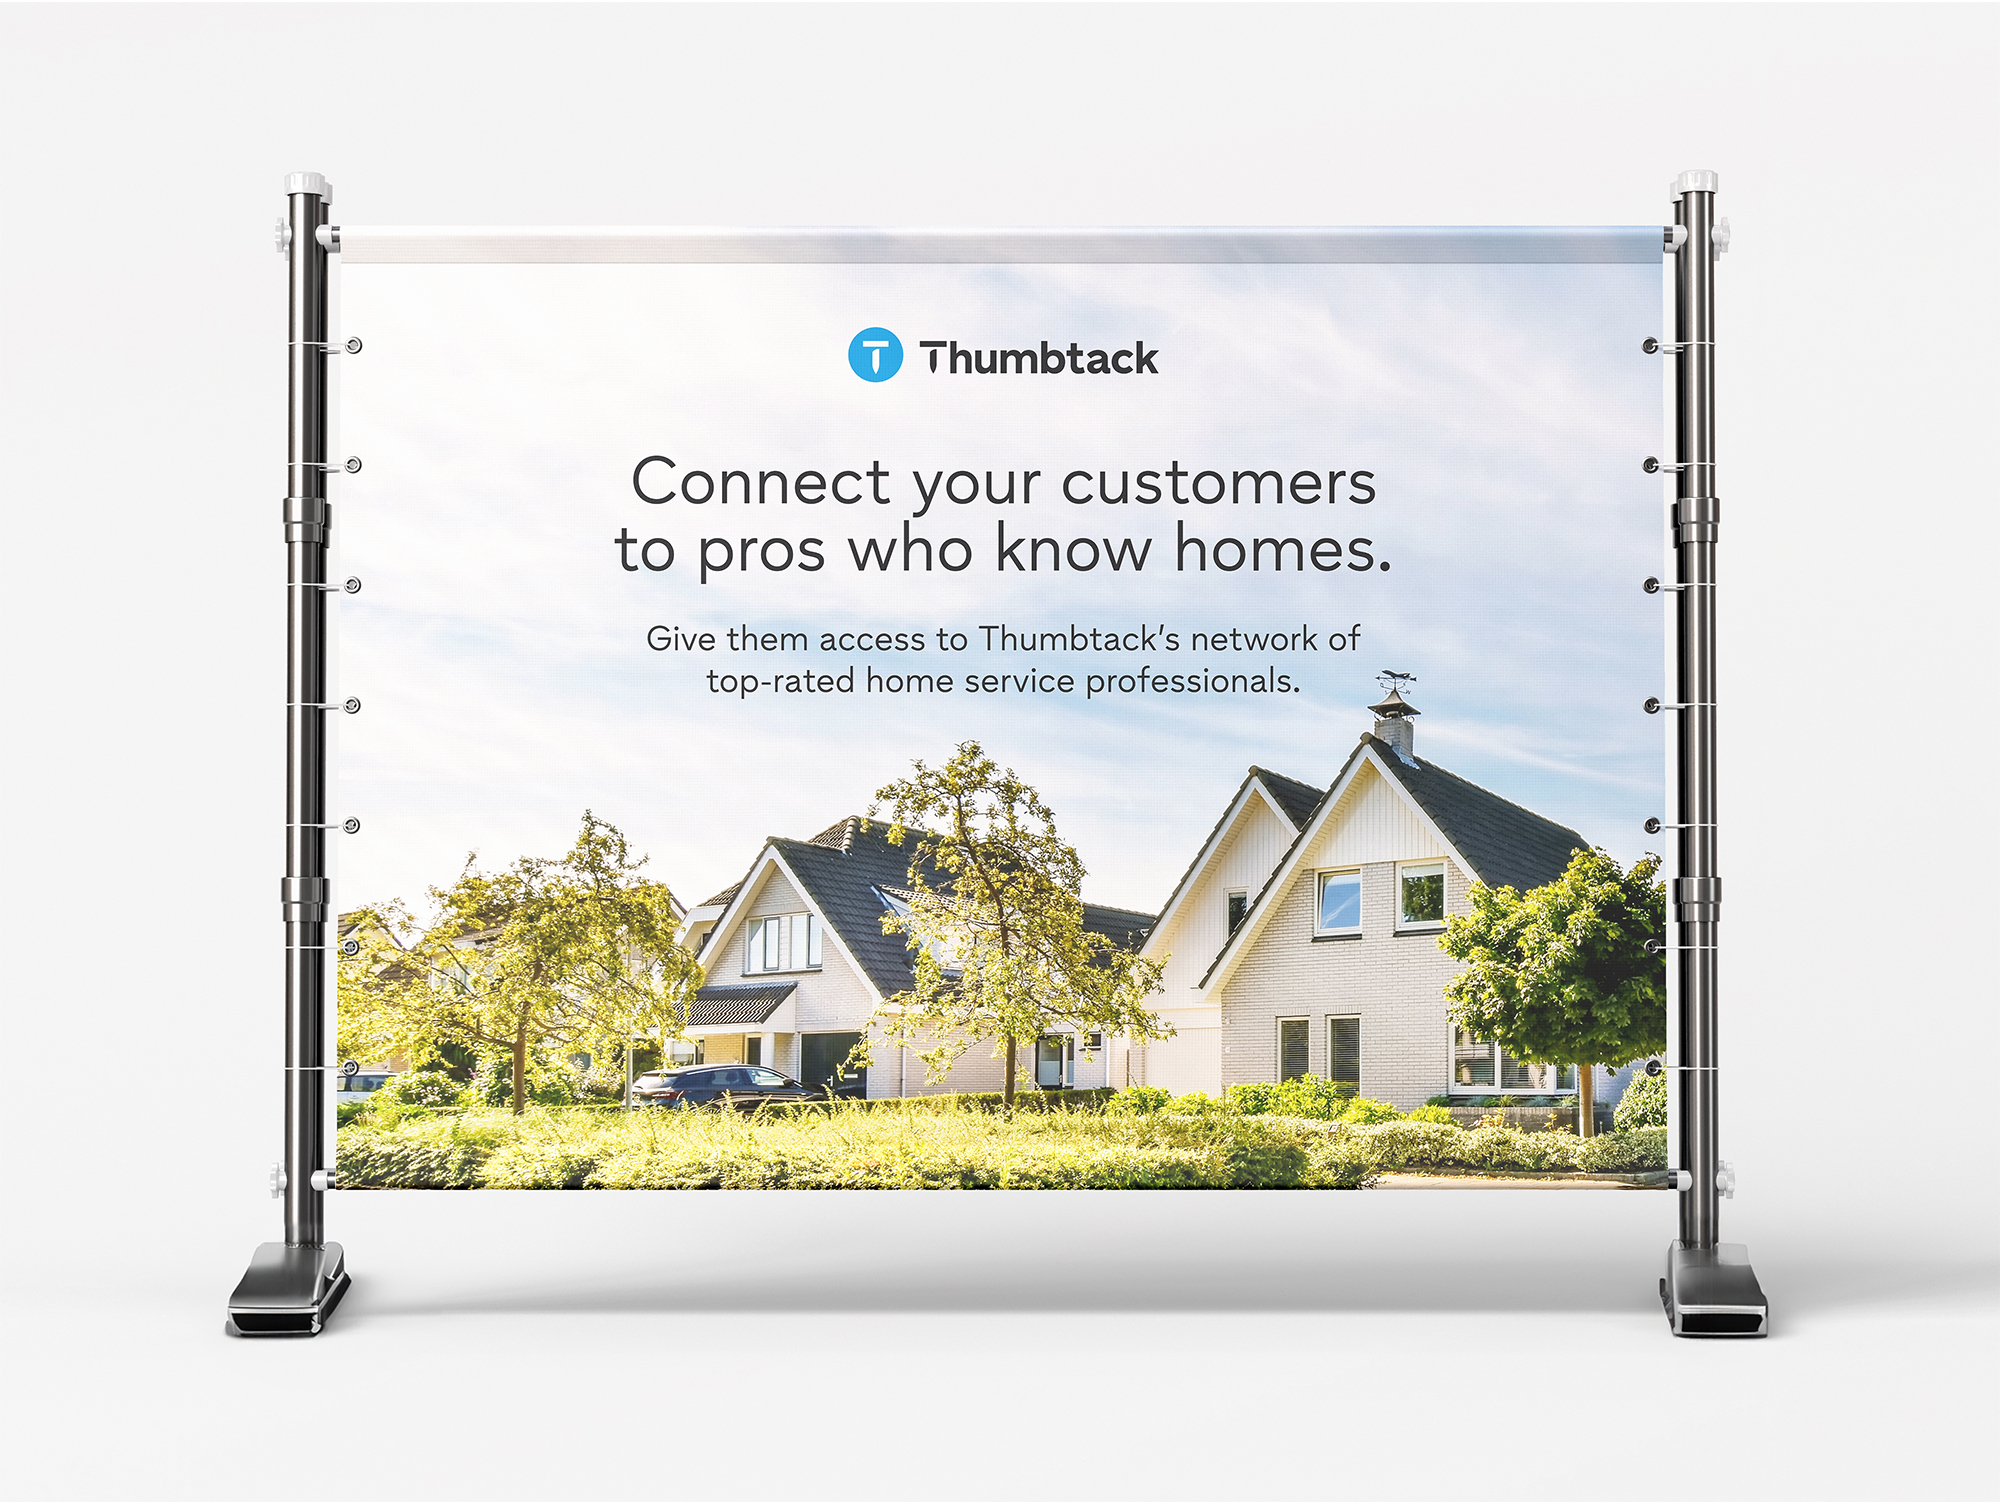 Thumbtack
Connect your customers
to pros who know homes.
Give them access to Thumbtack's network of
top-rated home service professionals.